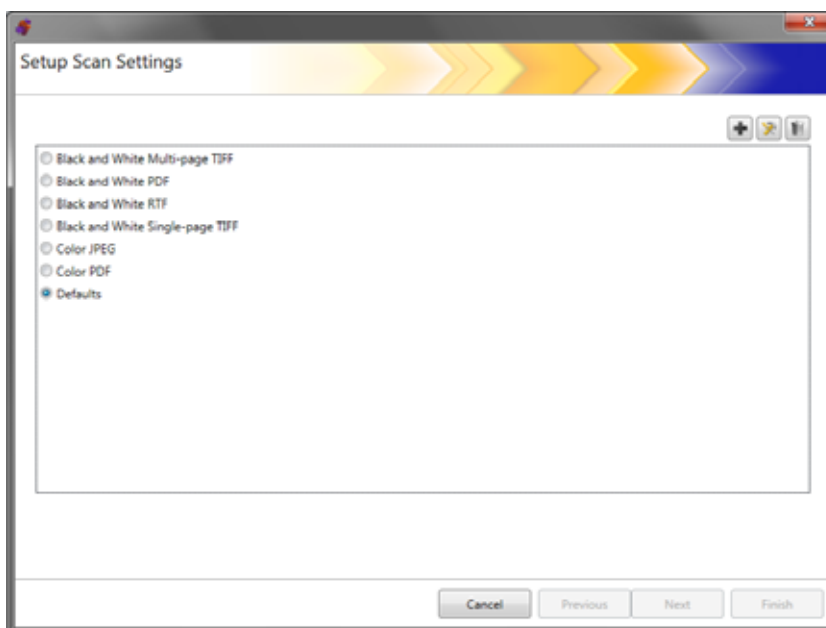 Setup Scan Settings
Black and White Multi-page TIFF
Black and White PDF
Black and White RTF
Black and White Single-page TIFF
Color JPEG
Color PDF
Defaults
Cancel Previous Next Finish